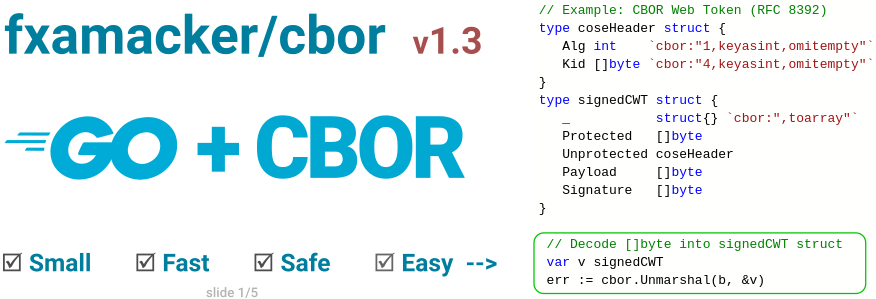 fxamacker/cbor v1.3
GO + CBOR
Small Fast Safe Easy -->
slide 1/5
// Example: CBOR Web Token (RFC 8392)
type coseHeader struct {
   Alg int    `cbor:"1,keyasint,omitempty"`
   Kid []byte `cbor:"4,keyasint,omitempty"`
}
type signedCWT struct {
   _           struct{} `cbor:",toarray"`
   Protected   []byte
   Unprotected coseHeader
   Payload     []byte
   Signature   []byte
}
// Decode []byte into signedCWT struct
var v signedCWT
err := cbor.Unmarshal(b, &v)